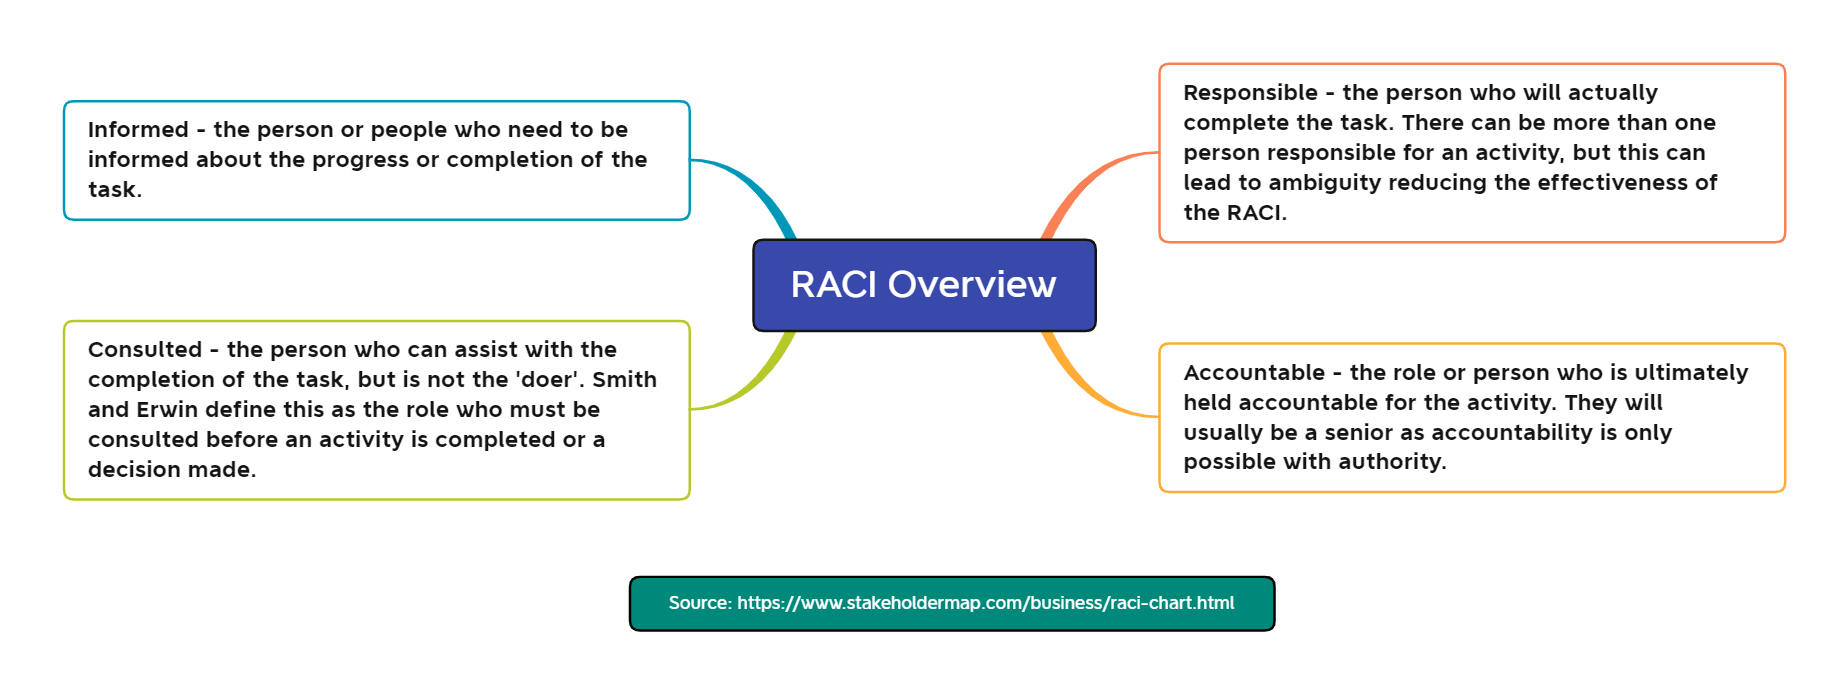 RACI Overview
Responsible - the person who will actually
complete the task. There can be more than one
person responsible for an activity, but this can
lead to ambiguity reducing the effectiveness of
the RACI.
Accountable - the role or person who is ultimately
held accountable for the activity. They will
usually be a senior as accountability is only
possible with authority.
Consulted - the person who can assist with the
completion of the task, but is not the 'doer'. Smith
and Erwin define this as the role who must be
consulted before an activity is completed or a
decision made.
Informed - the person or people who need to be
informed about the progress or completion of the
task.
Source: https://www.stakeholdermap.com/business/raci-chart.html